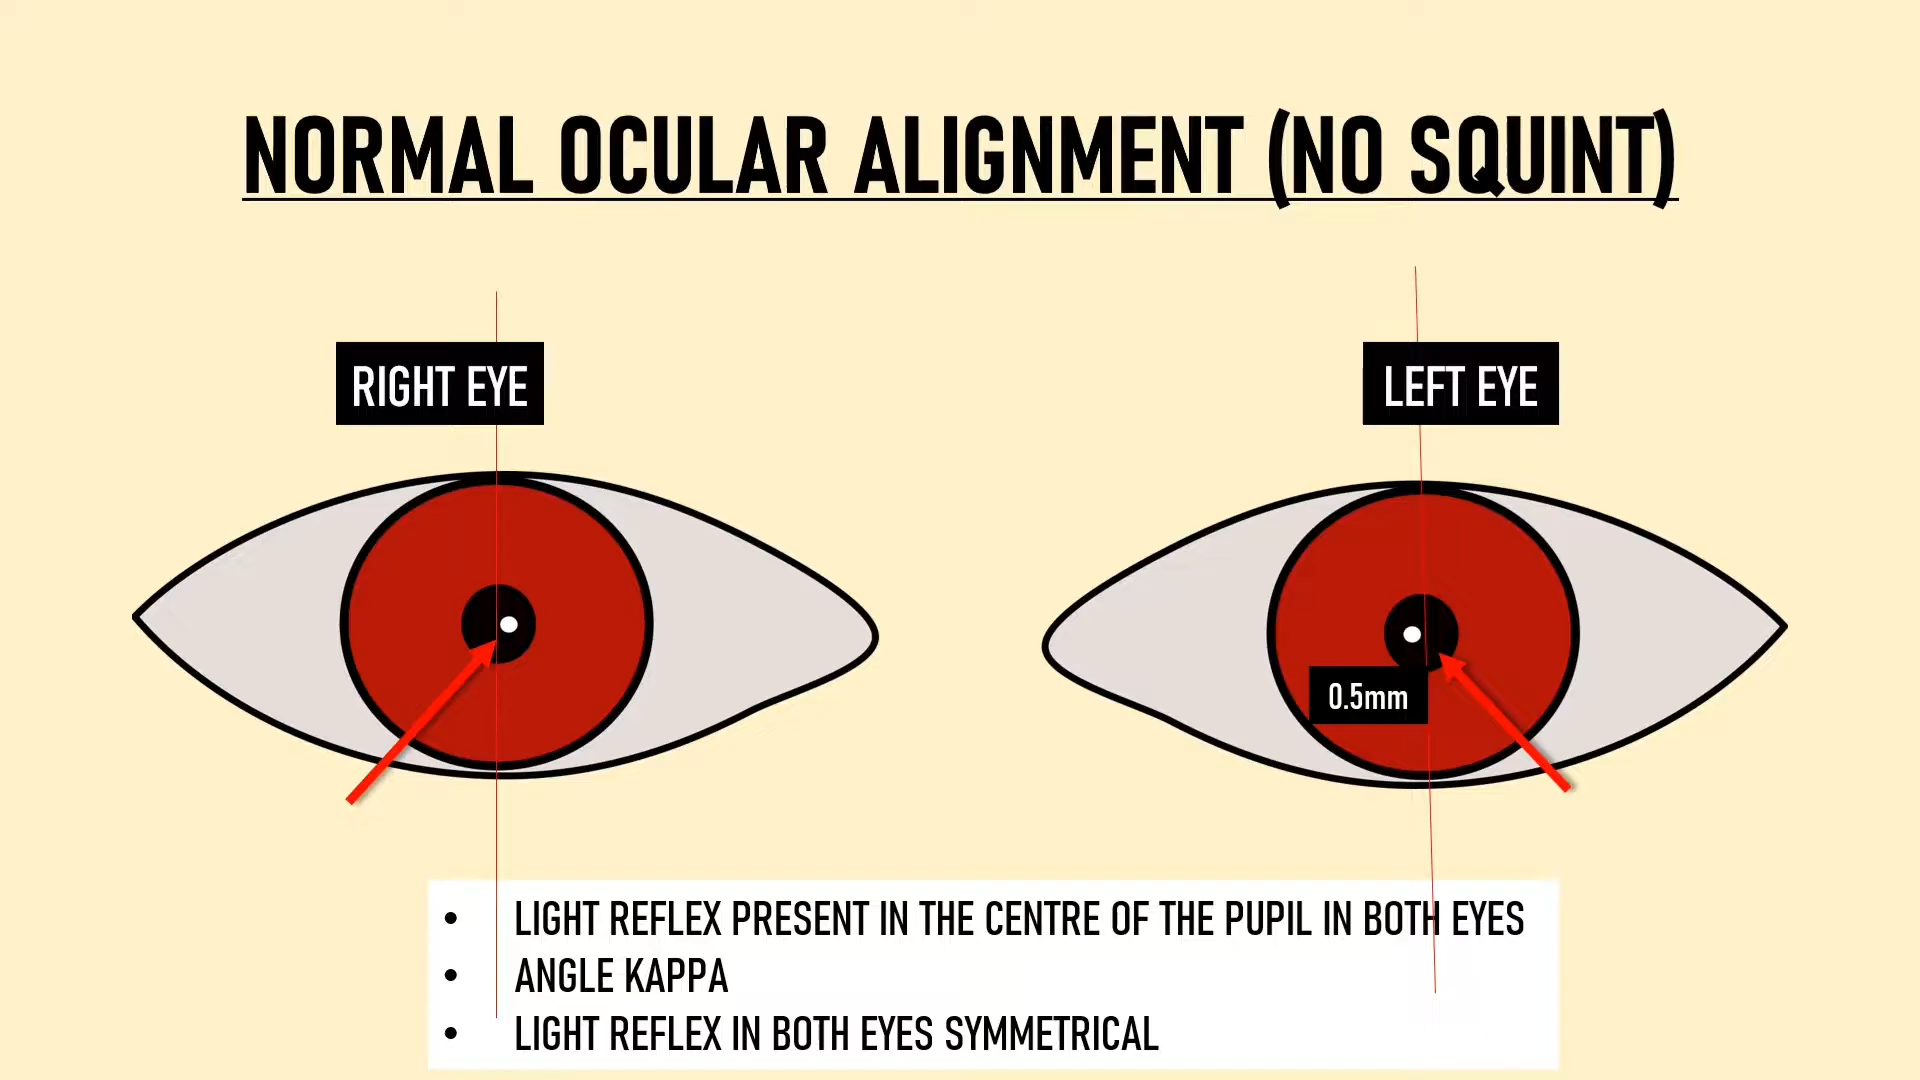 NORMAL OCULAR ALIGNMENT (NO SQUINT)
RIGHT EYE
LEFT EYE
0.5mm
• LIGHT REFLEX PRESENT IN THE CENTRE OF THE PUPIL IN BOTH EYES
• ANGLE KAPPA
• LIGHT REFLEX IN BOTH EYES SYMMETRICAL